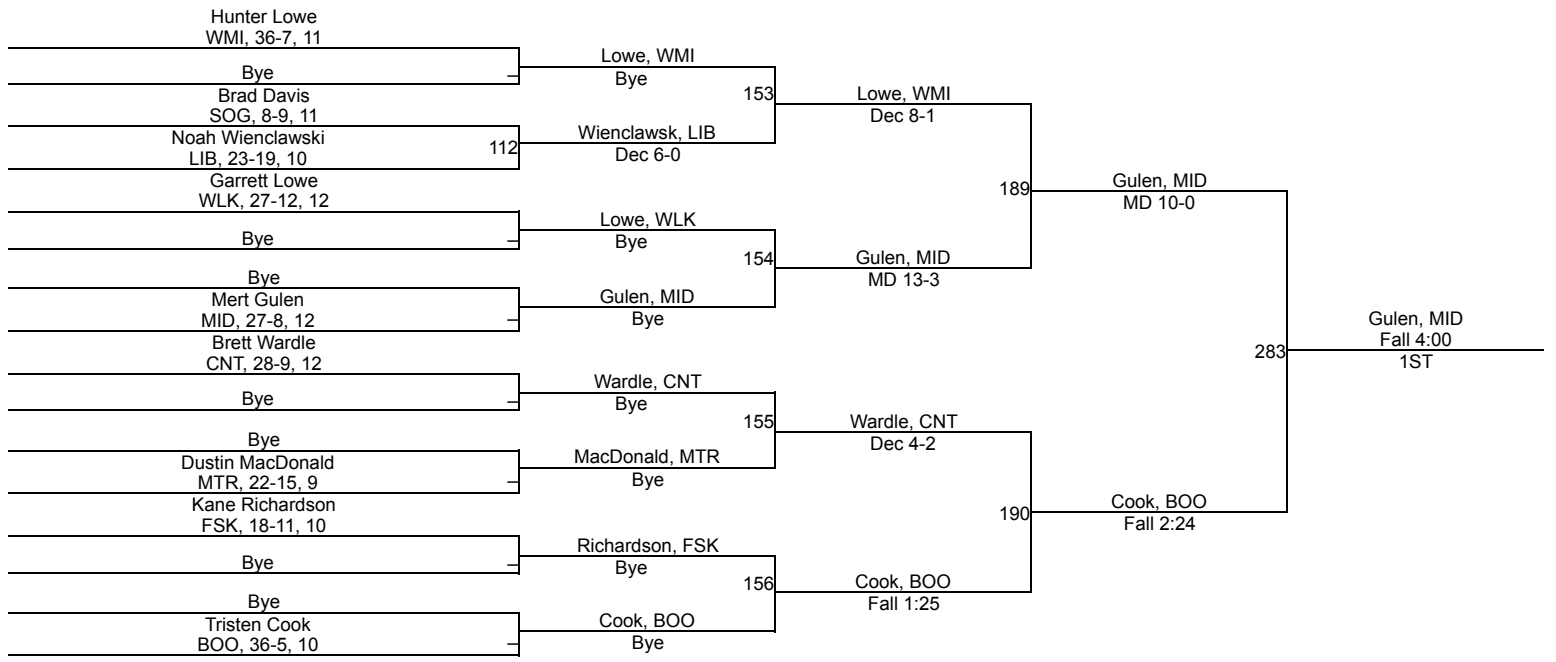 Hunter Lowe
WMI, 36-7, 11
Bye
Brad Davis
SOG, 8-9, 11
Noah Wienclawski
LIB, 23-19, 10
112
Garrett Lowe
WLK, 27-12, 12
Bye
Bye
Mert Gulen
MID, 27-8, 12
Brett Wardle
CNT, 28-9, 12
Bye
Bye
Dustin MacDonald
MTR, 22-15, 9
Kane Richardson
FSK, 18-11, 10
Bye
Bye
Tristen Cook
BOO, 36-5, 10
Lowe, WMI
Bye
153
Wienclawsk, LIB
Dec 6-0
Lowe, WLK
Bye
154
Gulen, MID
Bye
Wardle, CNT
Bye
155
MacDonald, MTR
Bye
Richardson, FSK
Bye
156
Cook, BOO
Bye
Lowe, WMI
Dec 8-1
189
Gulen, MID
MD 13-3
Wardle, CNT
Dec 4-2
190
Cook, BOO
Fall 1:25
Gulen, MID
MD 10-0
283
Cook, BOO
Fall 2:24
Gulen, MID
Fall 4:00
1ST